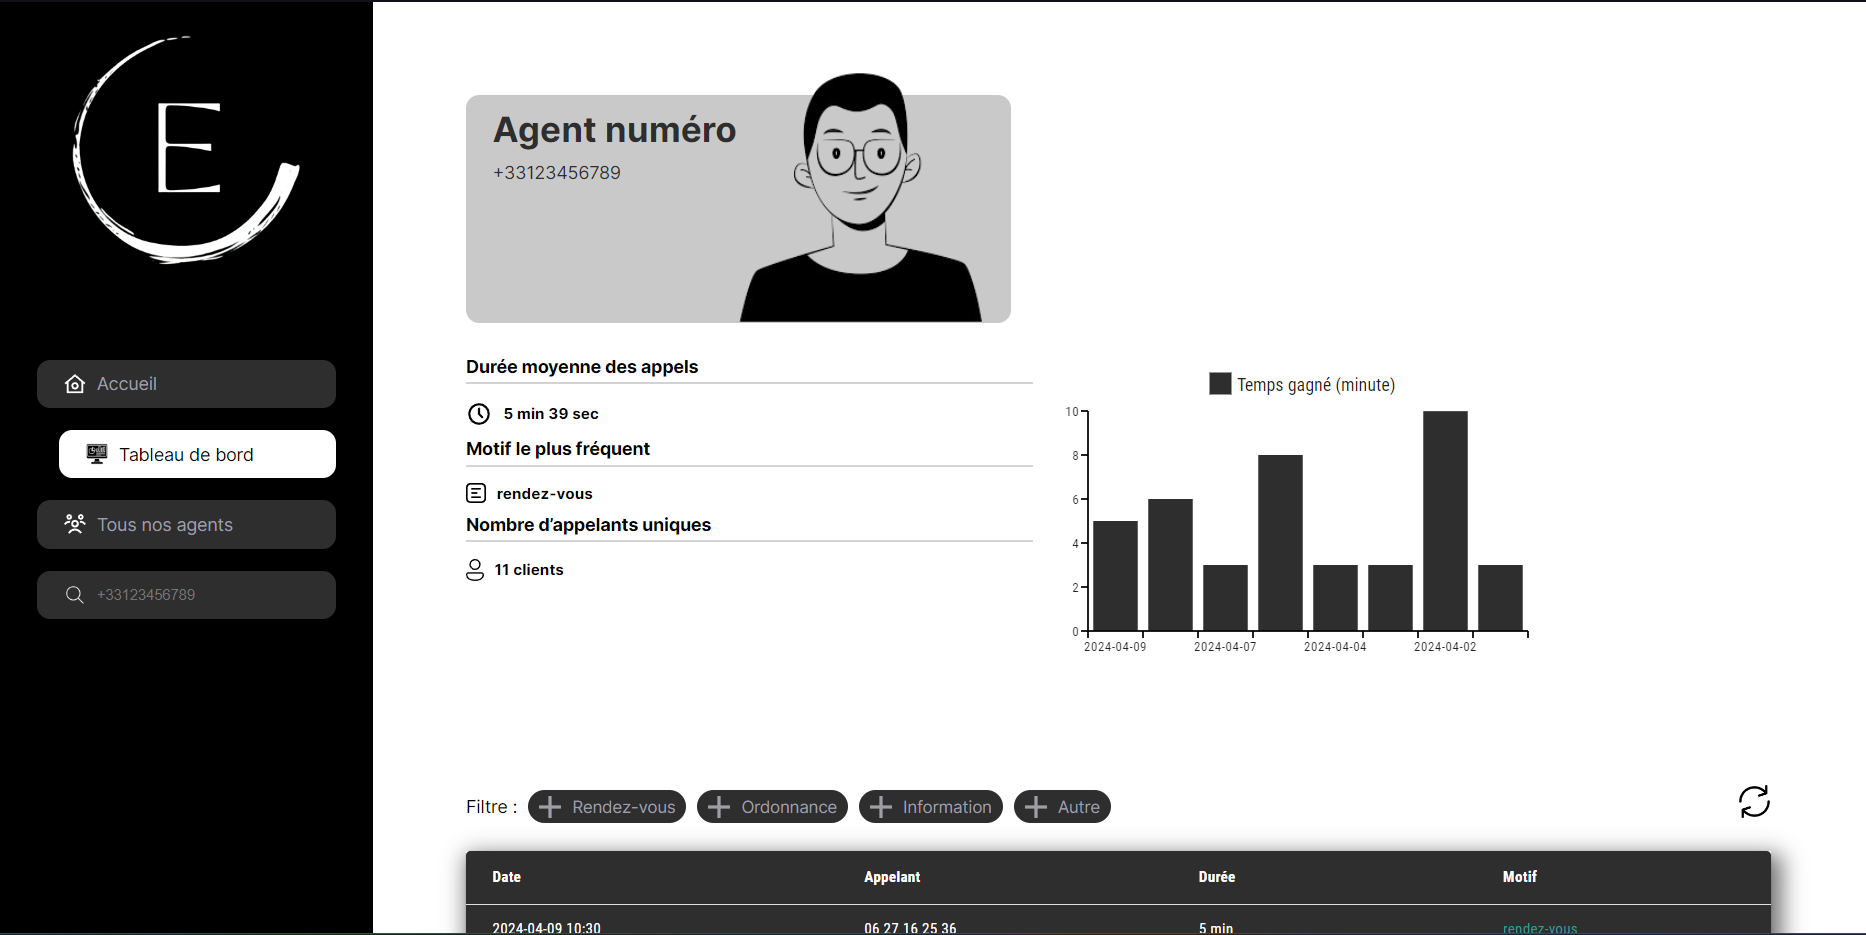 E
Accueil
Tableau de bord
Tous nos agents
+33123456789
Agent numéro
+33123456789
Durée moyenne des appels
5 min 39 sec
Motif le plus fréquent
rendez-vous
Nombre d’appelants uniques
11 clients
Temps gagné (minute)
10
8
6
4
2
0
2024-04-09 2024-04-07 2024-04-04 2024-04-02
Filtre : Rendez-vous Ordonnance Information Autre
Date Appelant Durée Motif
2024-04-09 10:30 06 27 16 25 36 5 min rendez-vous